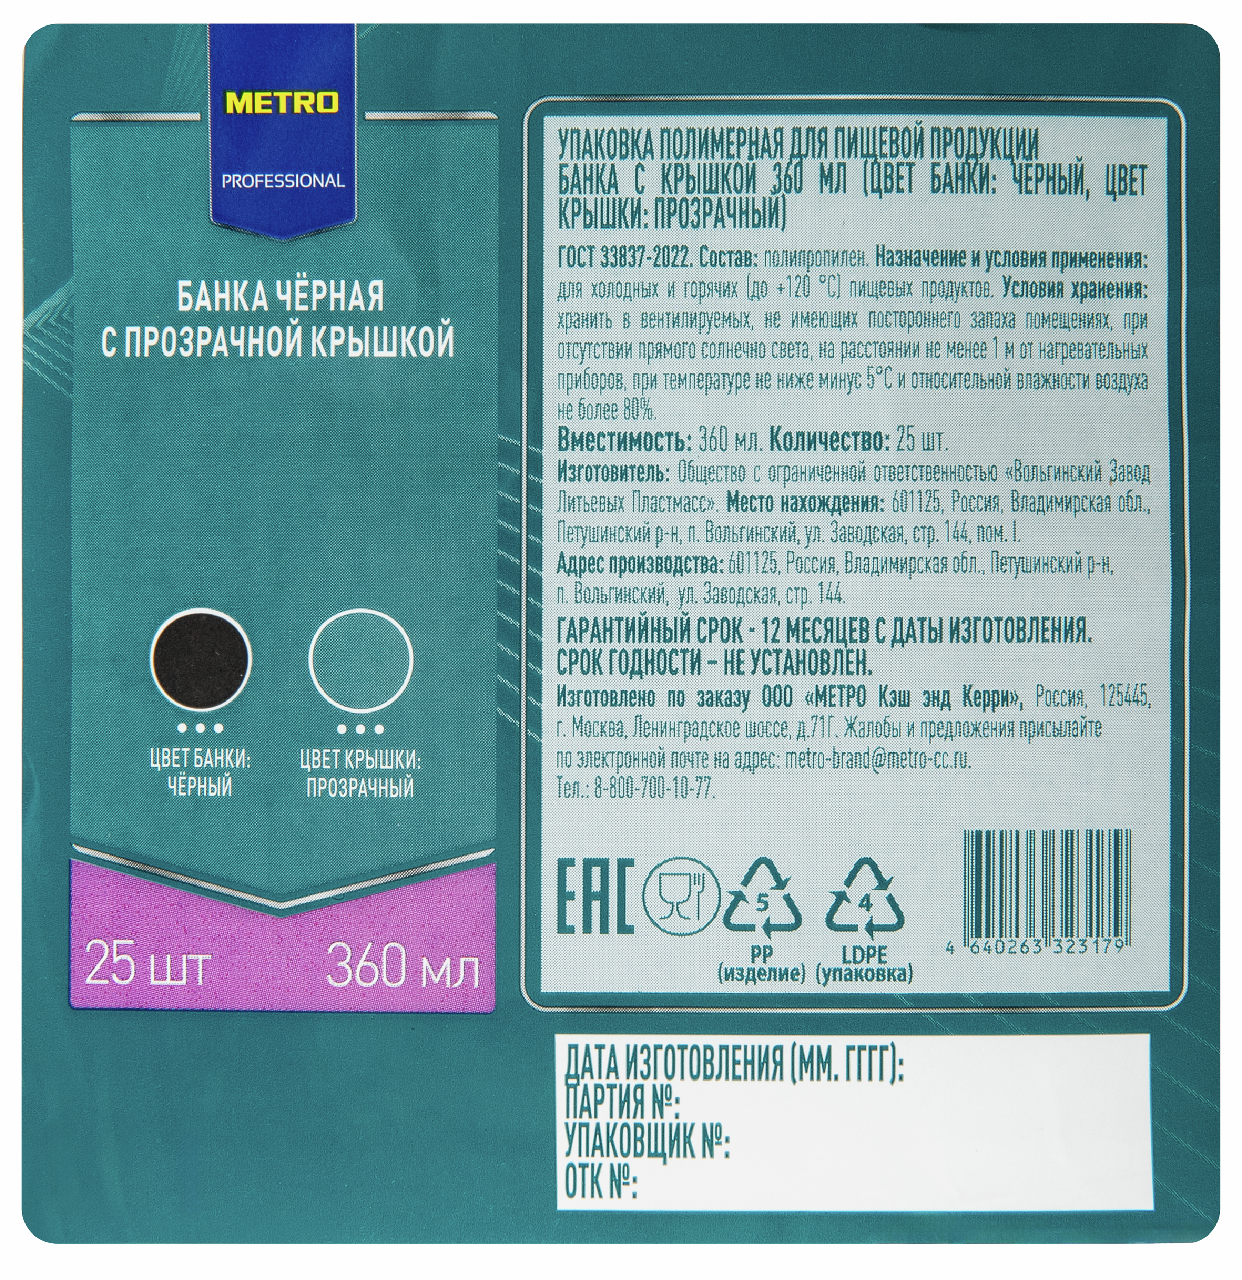 METRO
PROFESSIONAL
БАНКА ЧЁРНАЯ
С ПРОЗРАЧНОЙ КРЫШКОЙ
ЦВЕТ БАНКИ:
ЧЁРНЫЙ
ЦВЕТ КРЫШКИ:
ПРОЗРАЧНЫЙ
25 шт
360 мл
УПАКОВКА ПОЛИМЕРНАЯ ДЛЯ ПИЩЕВОЙ ПРОДУКЦИИ
БАНКА С КРЫШКОЙ 360 МЛ (ЦВЕТ БАНКИ: ЧЕРНЫЙ, ЦВЕТ
КРЫШКИ: ПРОЗРАЧНЫЙ)
ГОСТ 33837-2022. Состав: полипропилен. Назначение и условия применения:
для холодных и горячих (до +120 °C) пищевых продуктов. Условия хранения:
хранить в вентилируемых, не имеющих постороннего запаха помещениях, при
отсутствии прямого солнечно света, на расстоянии не менее 1 м от нагревательных
приборов, при температуре не ниже минус 5°C и относительной влажности воздуха
не более 80%.
Вместимость: 360 мл. Количество: 25 шт.
Изготовитель: Общество с ограниченной ответственностью «Вольгинский Завод
Литьевых Пластмасс». Место нахождения: 601125, Россия, Владимирская обл.,
Петушинский р-н, п. Вольгинский, ул. Заводская, стр. 144, пом. I.
Адрес производства: 601125, Россия, Владимирская обл., Петушинский р-н,
п. Вольгинский, ул. Заводская, стр. 144.
ГАРАНТИЙНЫЙ СРОК - 12 МЕСЯЦЕВ С ДАТЫ ИЗГОТОВЛЕНИЯ.
СРОК ГОДНОСТИ – НЕ УСТАНОВЛЕН.
Изготовлено по заказу ООО «МЕТРО Кэш энд Керри», Россия, 125445,
г. Москва, Ленинградское шоссе, д.71Г. Жалобы и предложения присылайте
по электронной почте на адрес: metro-brand@metro-cc.ru.
Тел.: 8-800-700-10-77.
ЕАС
5
PP
(изделие)
4
LDPE
(упаковка)
4 640263 323179
ДАТА ИЗГОТОВЛЕНИЯ (ММ. ГГГГ):
ПАРТИЯ №:
УПАКОВЩИК №:
ОТК №: